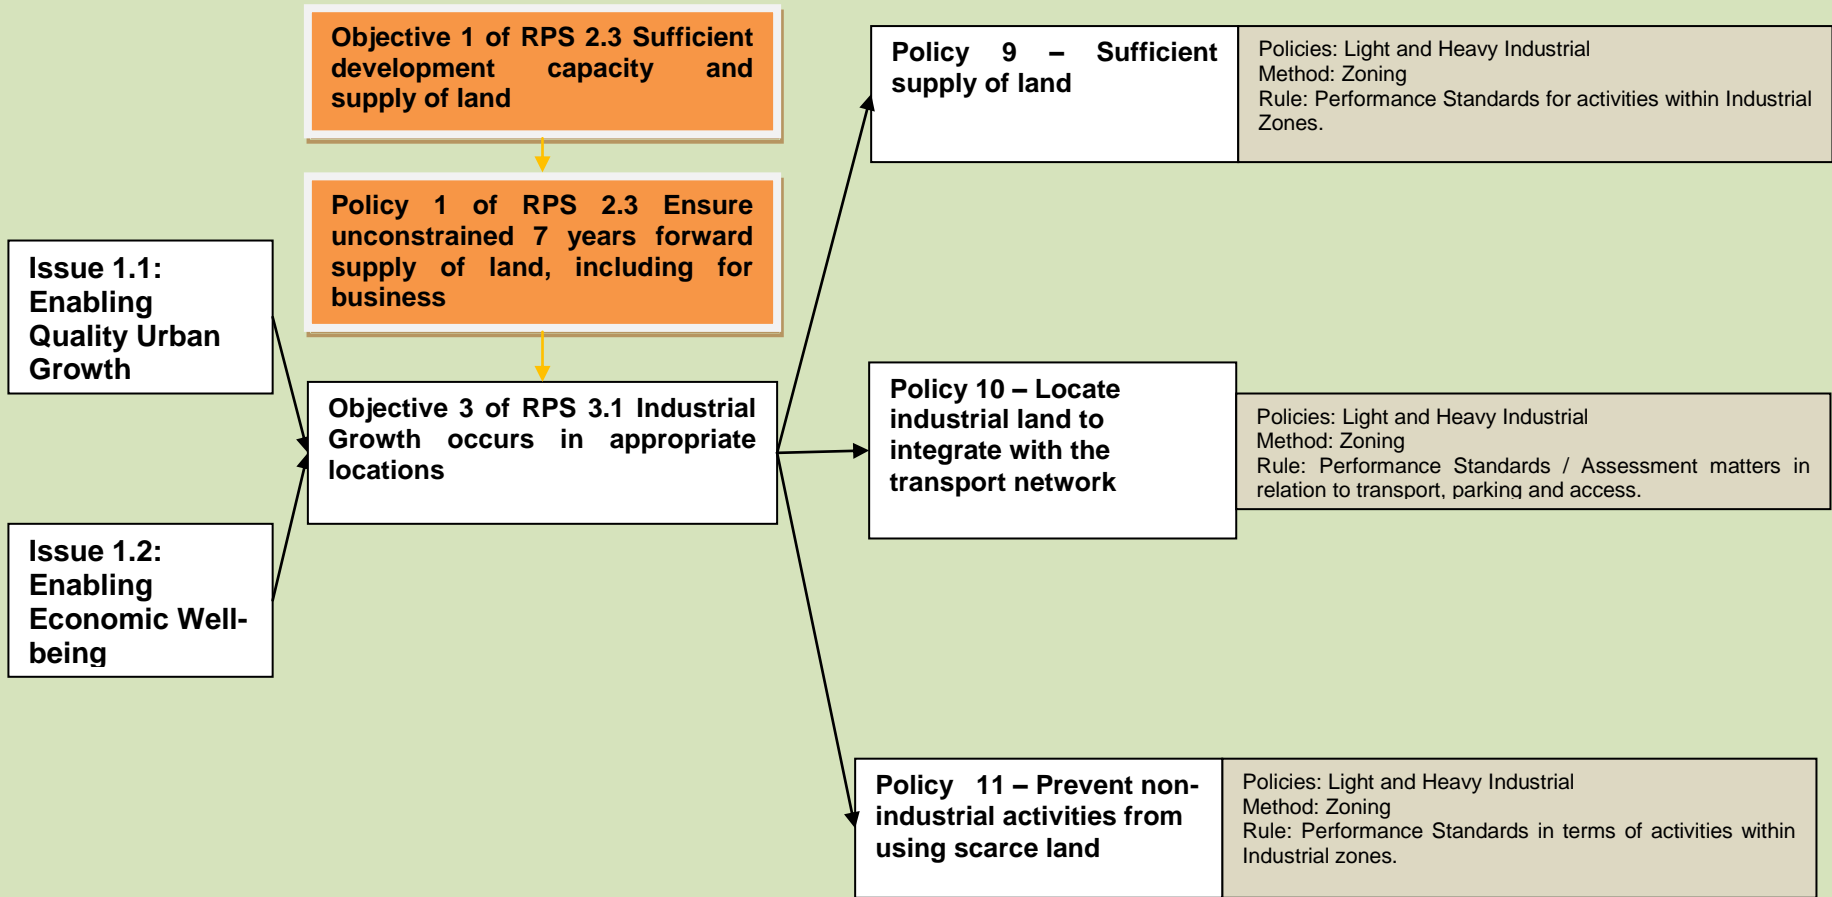 Objective 1 of RPS 2.3 Sufficient
development capacity and
supply of land
Policy 1 of RPS 2.3 Ensure
unconstrained 7 years forward
supply of land, including for
business
Issue 1.1:
Enabling
Quality Urban
Growth
Issue 1.2:
Enabling
Economic Well-
being
Objective 3 of RPS 3.1 Industrial
Growth occurs in appropriate
locations
Policy 9 – Sufficient
supply of land
Policies: Light and Heavy Industrial
Method: Zoning
Rule: Performance Standards for activities within Industrial
Zones.
Policy 10 – Locate
industrial land to
integrate with the
transport network
Policies: Light and Heavy Industrial
Method: Zoning
Rule: Performance Standards / Assessment matters in
relation to transport, parking and access.
Policy 11 – Prevent non-
industrial activities from
using scarce land
Policies: Light and Heavy Industrial
Method: Zoning
Rule: Performance Standards in terms of activities within
Industrial zones.